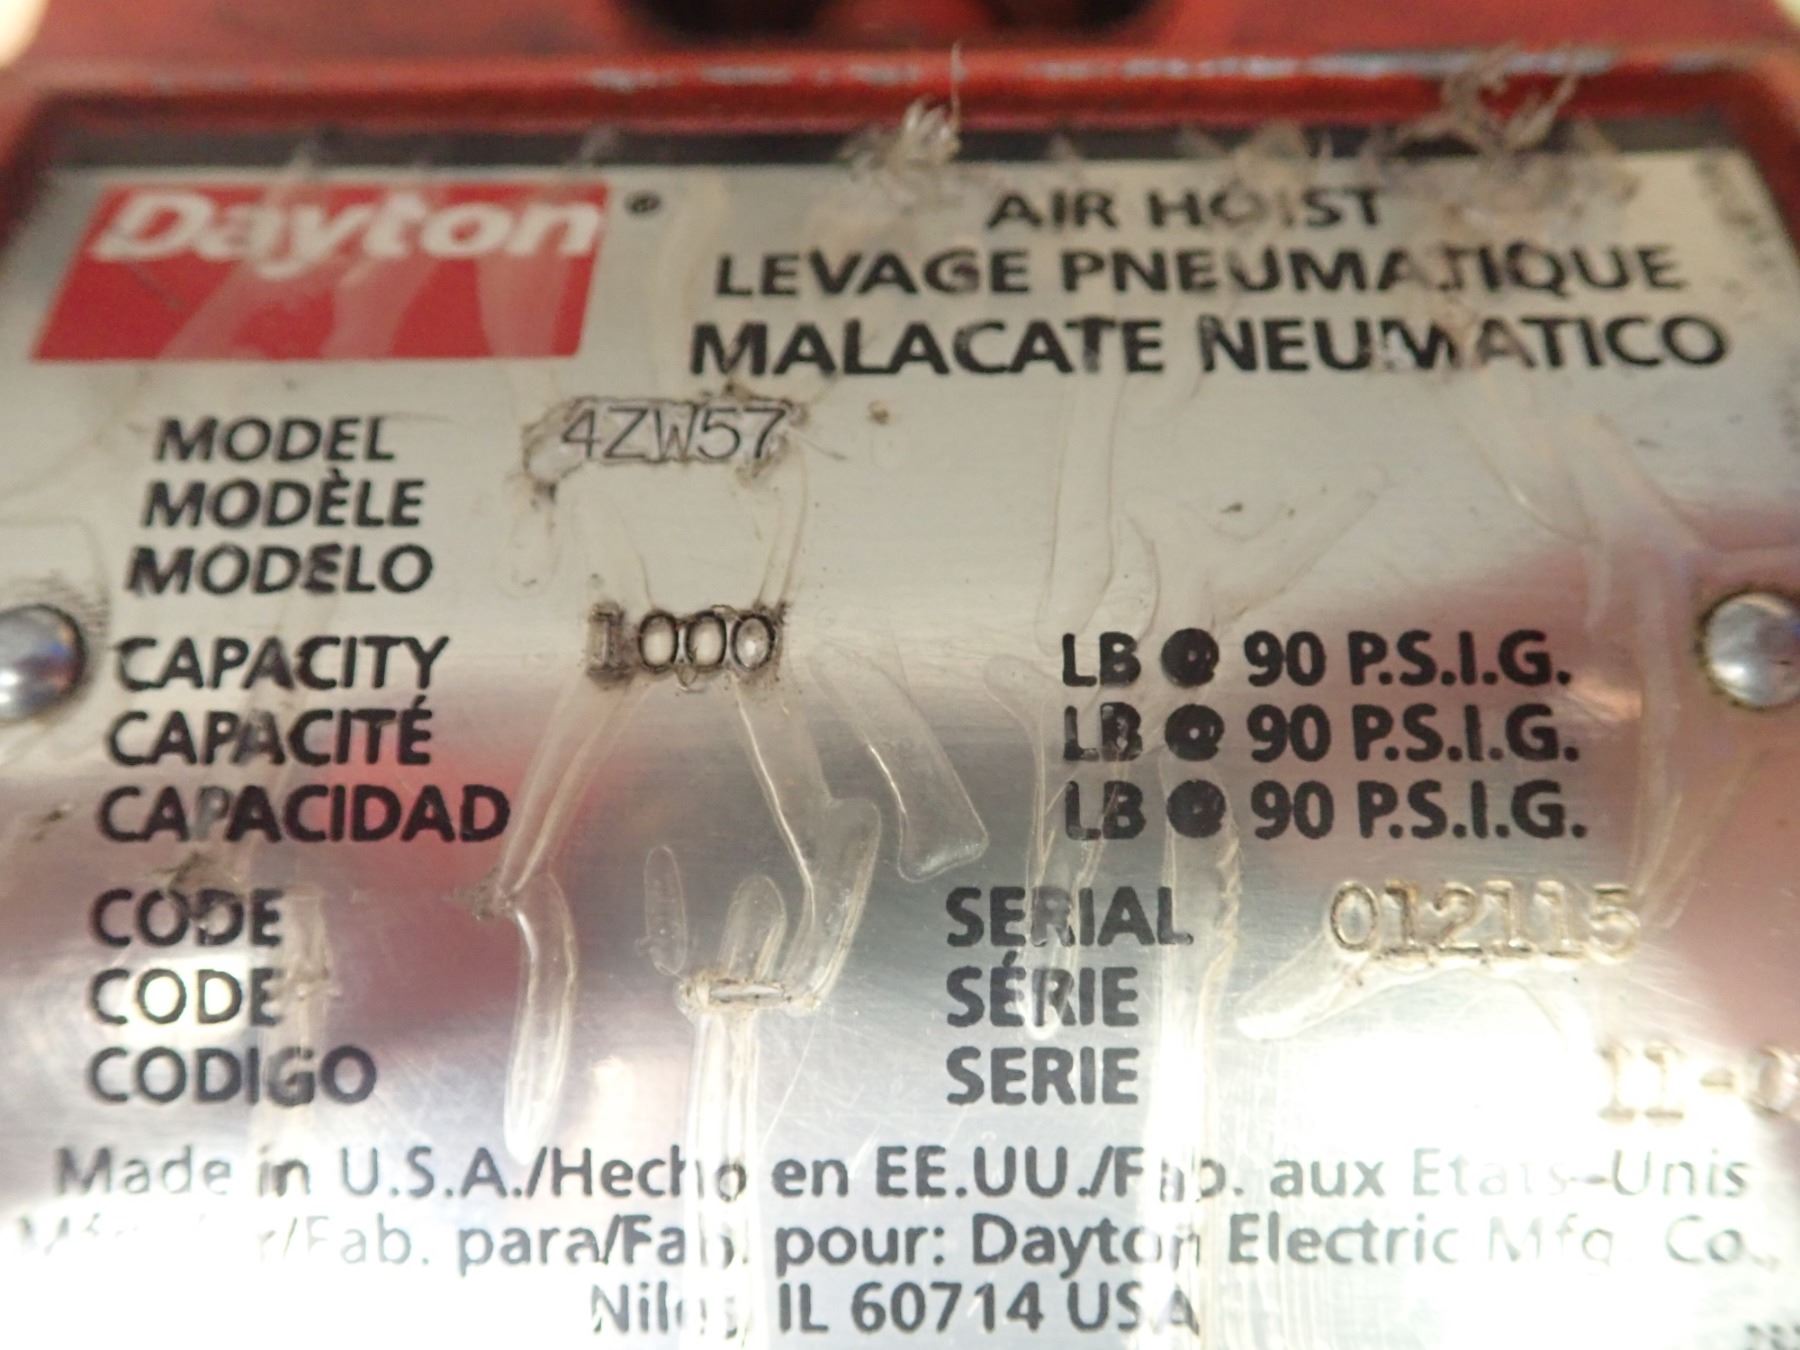 Dayton ® AIR HOIST
LEVAGE PNEUMATIQUE
MALACATE NEUMATICO
MODEL 4ZW57
MODÈLE
MODELO
CAPACITY 1000 LB @ 90 P.S.I.G.
CAPACITÉ LB @ 90 P.S.I.G.
CAPACIDAD LB @ 90 P.S.I.G.
CODE SERIAL 012115
CODE SÉRIE
CODIGO SERIE
Made in U.S.A./Hecho en EE.UU./Fab. aux Etats-Unis
Fab. para/Fab. pour: Dayton Electric Mfg. Co.,
Niles, IL 60714 USA